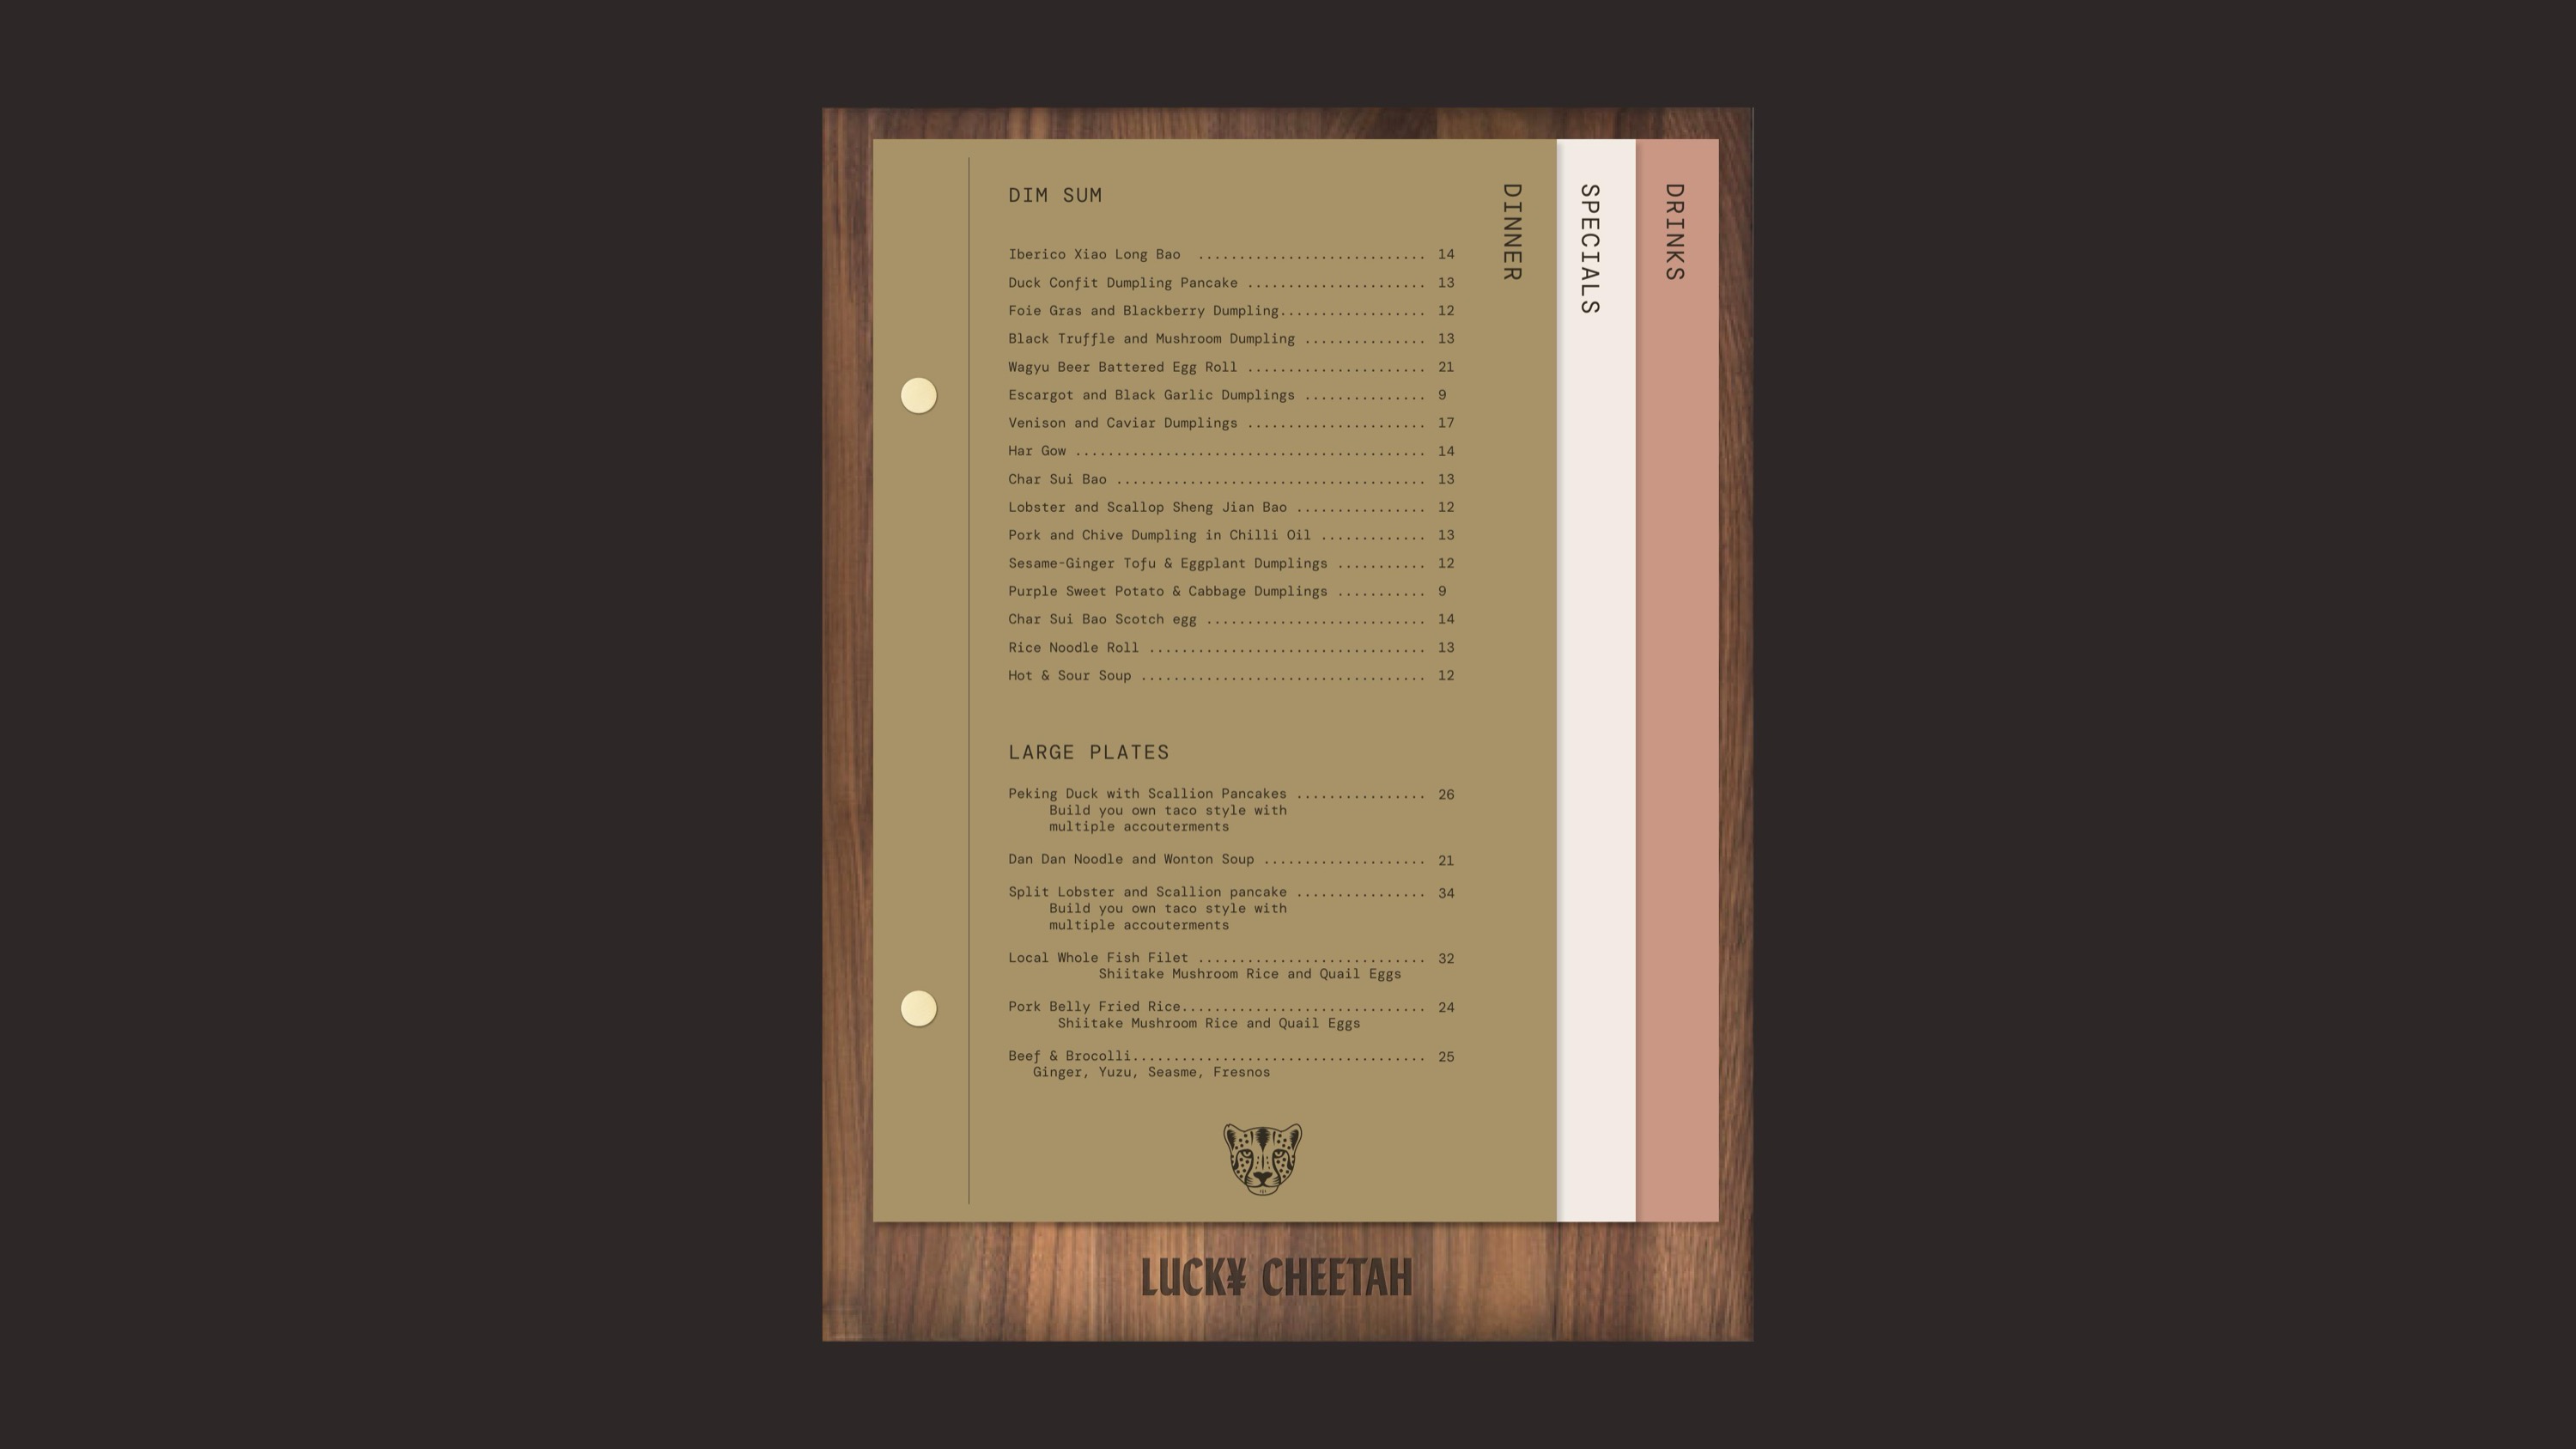 DIM SUM
Iberico Xiao Long Bao ............................ 14
Duck Confit Dumpling Pancake ...................... 13
Foie Gras and Blackberry Dumpling.................. 12
Black Truffle and Mushroom Dumpling ............... 13
Wagyu Beer Battered Egg Roll ...................... 21
Escargot and Black Garlic Dumplings ............... 9
Venison and Caviar Dumplings ...................... 17
Har Gow ........................................... 14
Char Sui Bao ...................................... 13
Lobster and Scallop Sheng Jian Bao ................ 12
Pork and Chive Dumpling in Chilli Oil ............. 13
Sesame-Ginger Tofu & Eggplant Dumplings ........... 12
Purple Sweet Potato & Cabbage Dumplings ........... 9
Char Sui Bao Scotch egg ........................... 14
Rice Noodle Roll .................................. 13
Hot & Sour Soup ................................... 12
LARGE PLATES
Peking Duck with Scallion Pancakes ................ 26
Build you own taco style with
multiple accouterments
Dan Dan Noodle and Wonton Soup .................... 21
Split Lobster and Scallion pancake ................ 34
Build you own taco style with
multiple accouterments
Local Whole Fish Filet ............................ 32
Shiitake Mushroom Rice and Quail Eggs
Pork Belly Fried Rice.............................. 24
Shiitake Mushroom Rice and Quail Eggs
Beef & Brocolli.................................... 25
Ginger, Yuzu, Seasme, Fresnos
DINNER
SPECIALS
DRINKS
LUCK¥ CHEETAH